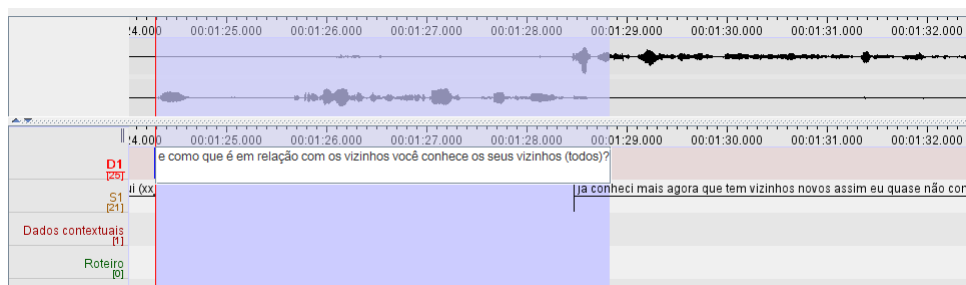 24.000 00:01:25.000 00:01:26.000 00:01:27.000 00:01:28.000 00:01:29.000 00:01:30.000 00:01:31.000 00:01:32.000
24.000 00:01:25.000 00:01:26.000 00:01:27.000 00:01:28.000 00:01:29.000 00:01:30.000 00:01:31.000 00:01:32.000
D1 e como que é em relação com os vizinhos você conhece os seus vizinhos (todos)?
[25]
S1 ui (xx, ja conheci mais agora que tem vizinhos novos assim eu quase não con
[21]
Dados contextuais
[1]
Roteiro
[0]